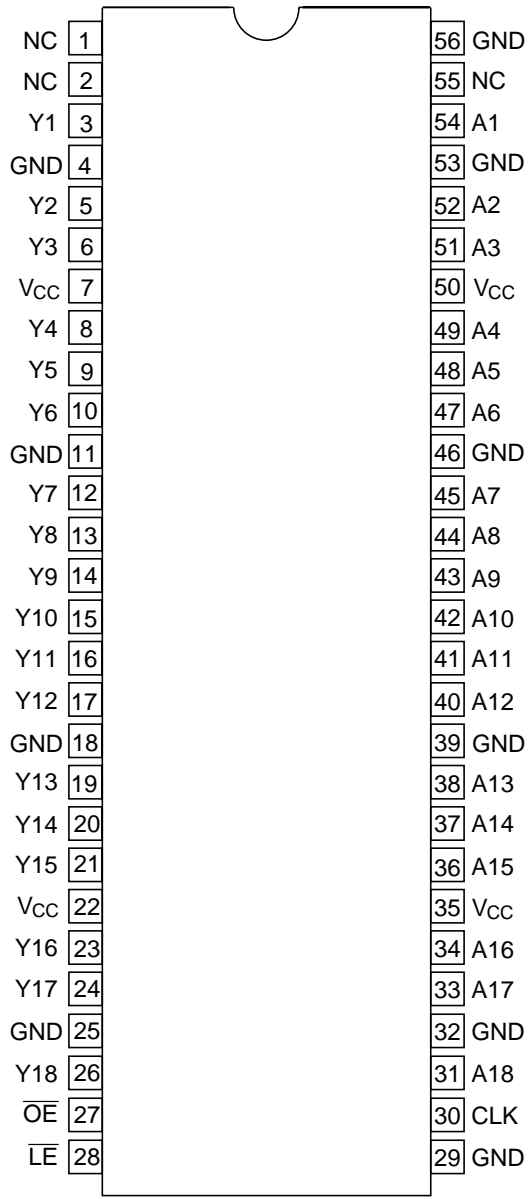 NC 1 56 GND
NC 2 55 NC
Y1 3 54 A1
GND 4 53 GND
Y2 5 52 A2
Y3 6 51 A3
VCC 7 50 VCC
Y4 8 49 A4
Y5 9 48 A5
Y6 10 47 A6
GND 11 46 GND
Y7 12 45 A7
Y8 13 44 A8
Y9 14 43 A9
Y10 15 42 A10
Y11 16 41 A11
Y12 17 40 A12
GND 18 39 GND
Y13 19 38 A13
Y14 20 37 A14
Y15 21 36 A15
VCC 22 35 VCC
Y16 23 34 A16
Y17 24 33 A17
GND 25 32 GND
Y18 26 31 A18
O̅E̅ 27 30 CLK
L̅E̅ 28 29 GND